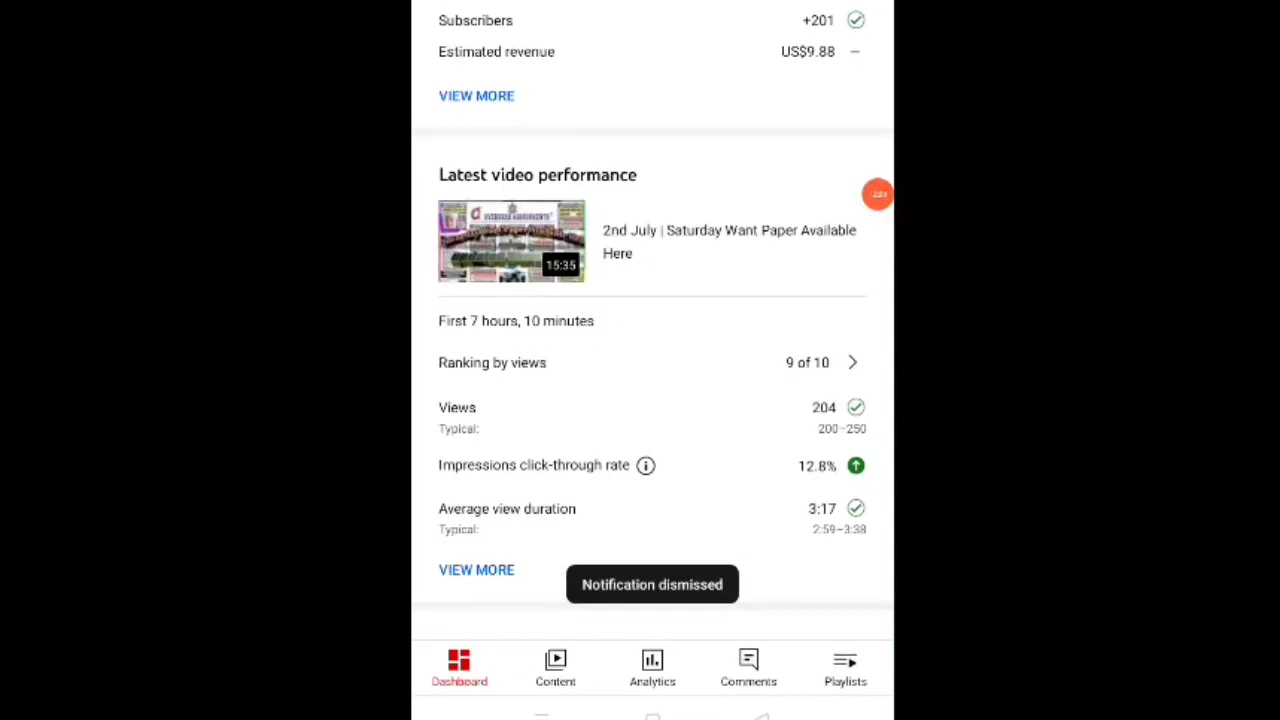 Subscribers +201
Estimated revenue US$9.88 –
VIEW MORE
Latest video performance
15:35
2nd July | Saturday Want Paper Available
Here
First 7 hours, 10 minutes
Ranking by views 9 of 10
Views 204
Typical: 200–250
Impressions click-through rate 12.8%
Average view duration 3:17
Typical: 2:59–3:38
VIEW MORE
Notification dismissed
Dashboard Content Analytics Comments Playlists